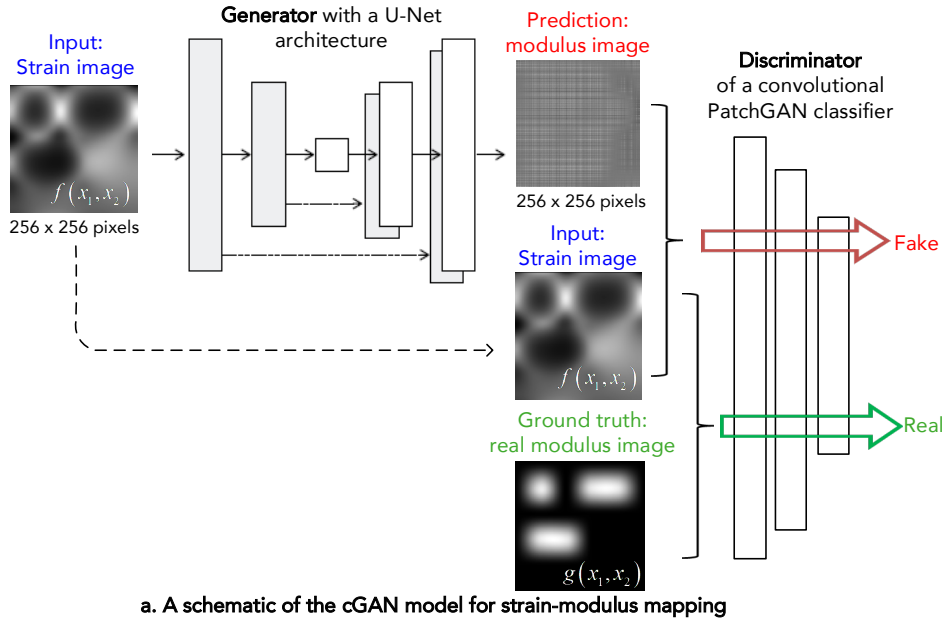 Generator with a U-Net
architecture
Input:
Strain image
f(x₁, x₂)
256 x 256 pixels
Prediction:
modulus image
256 x 256 pixels
Input:
Strain image
f(x₁, x₂)
Ground truth:
real modulus image
g(x₁, x₂)
Discriminator
of a convolutional
PatchGAN classifier
Fake
Real
a. A schematic of the cGAN model for strain-modulus mapping